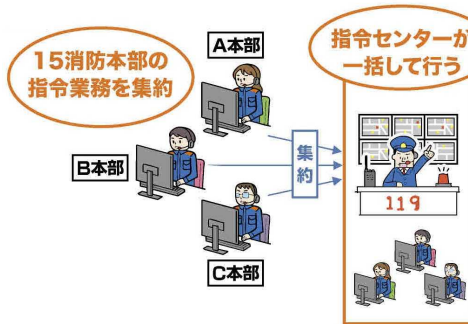 15消防本部の
指令業務を集約
A本部
B本部
C本部
集約
指令センターが
一括して行う
119